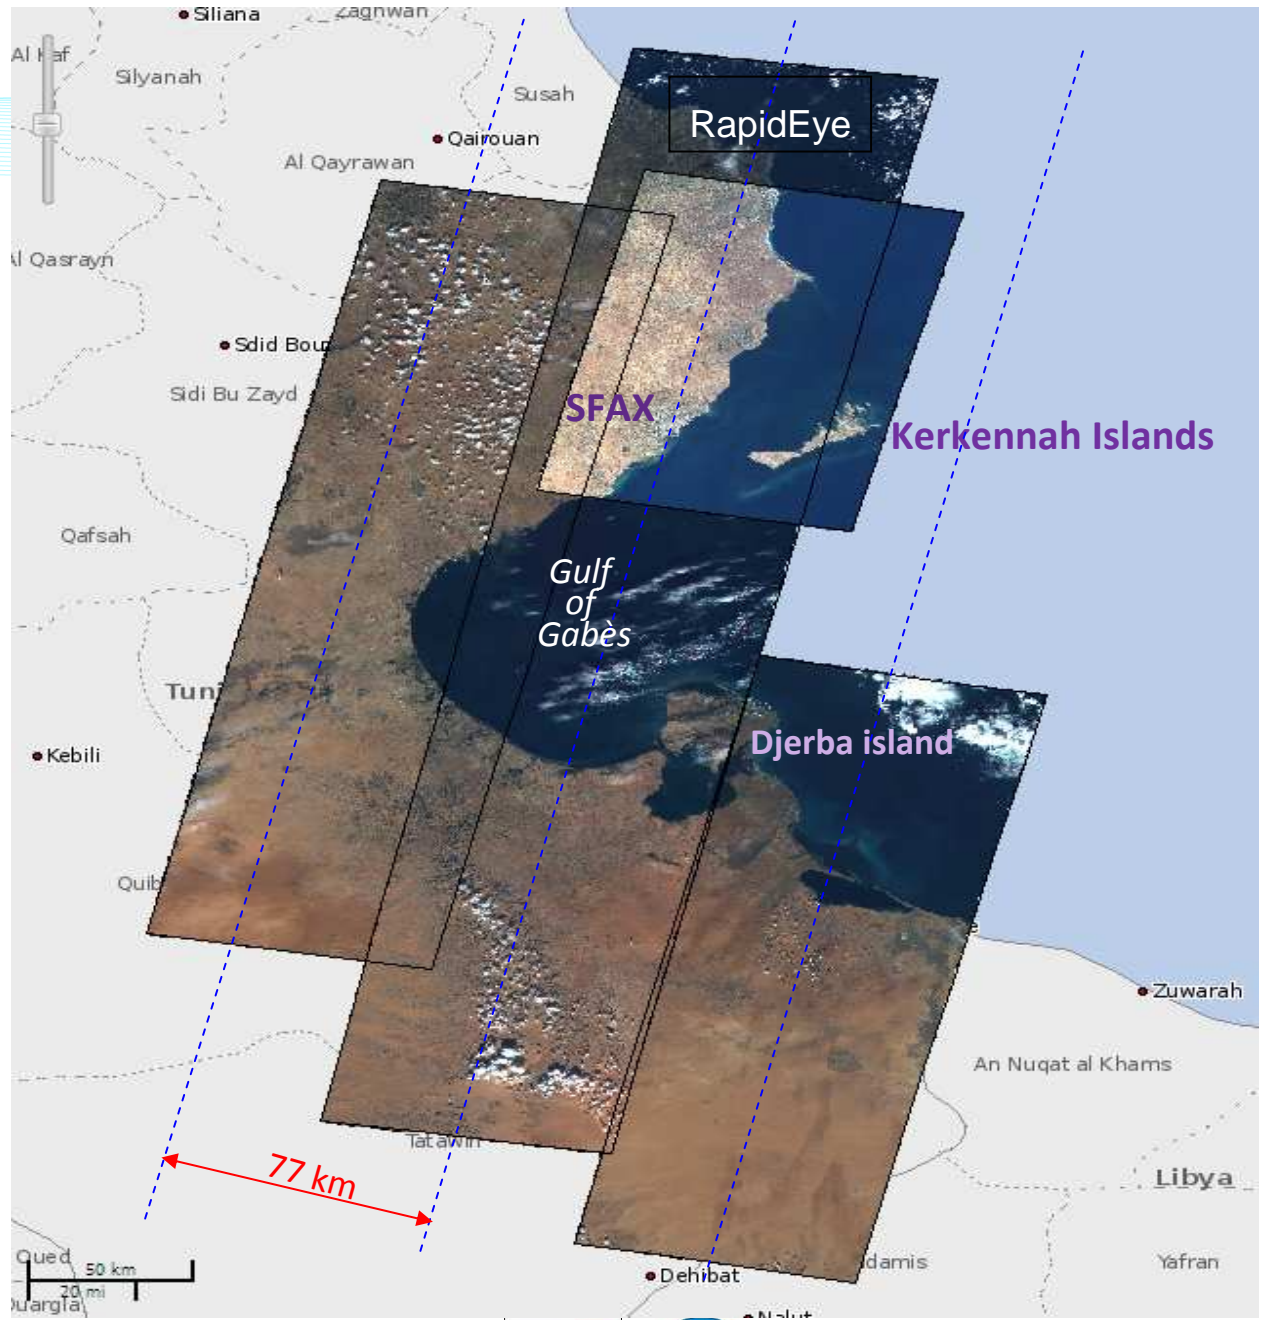 Siliana
Zaghwan
Al Kaf
Silyanah
Susah
RapidEye
Qairouan
Al Qayrawan
Al Qasrayn
Sdid Bou
Sidi Bu Zayd
SFAX
Kerkennah Islands
Qafsah
Gulf
of
Gabès
Tuni
Djerba island
Kebili
Quib
Zuwarah
An Nuqat al Khams
Tatawin
77 km
Libya
Oued
damis
Yafran
50 km
Dehibat
20 mi
Ouargla
Nalut